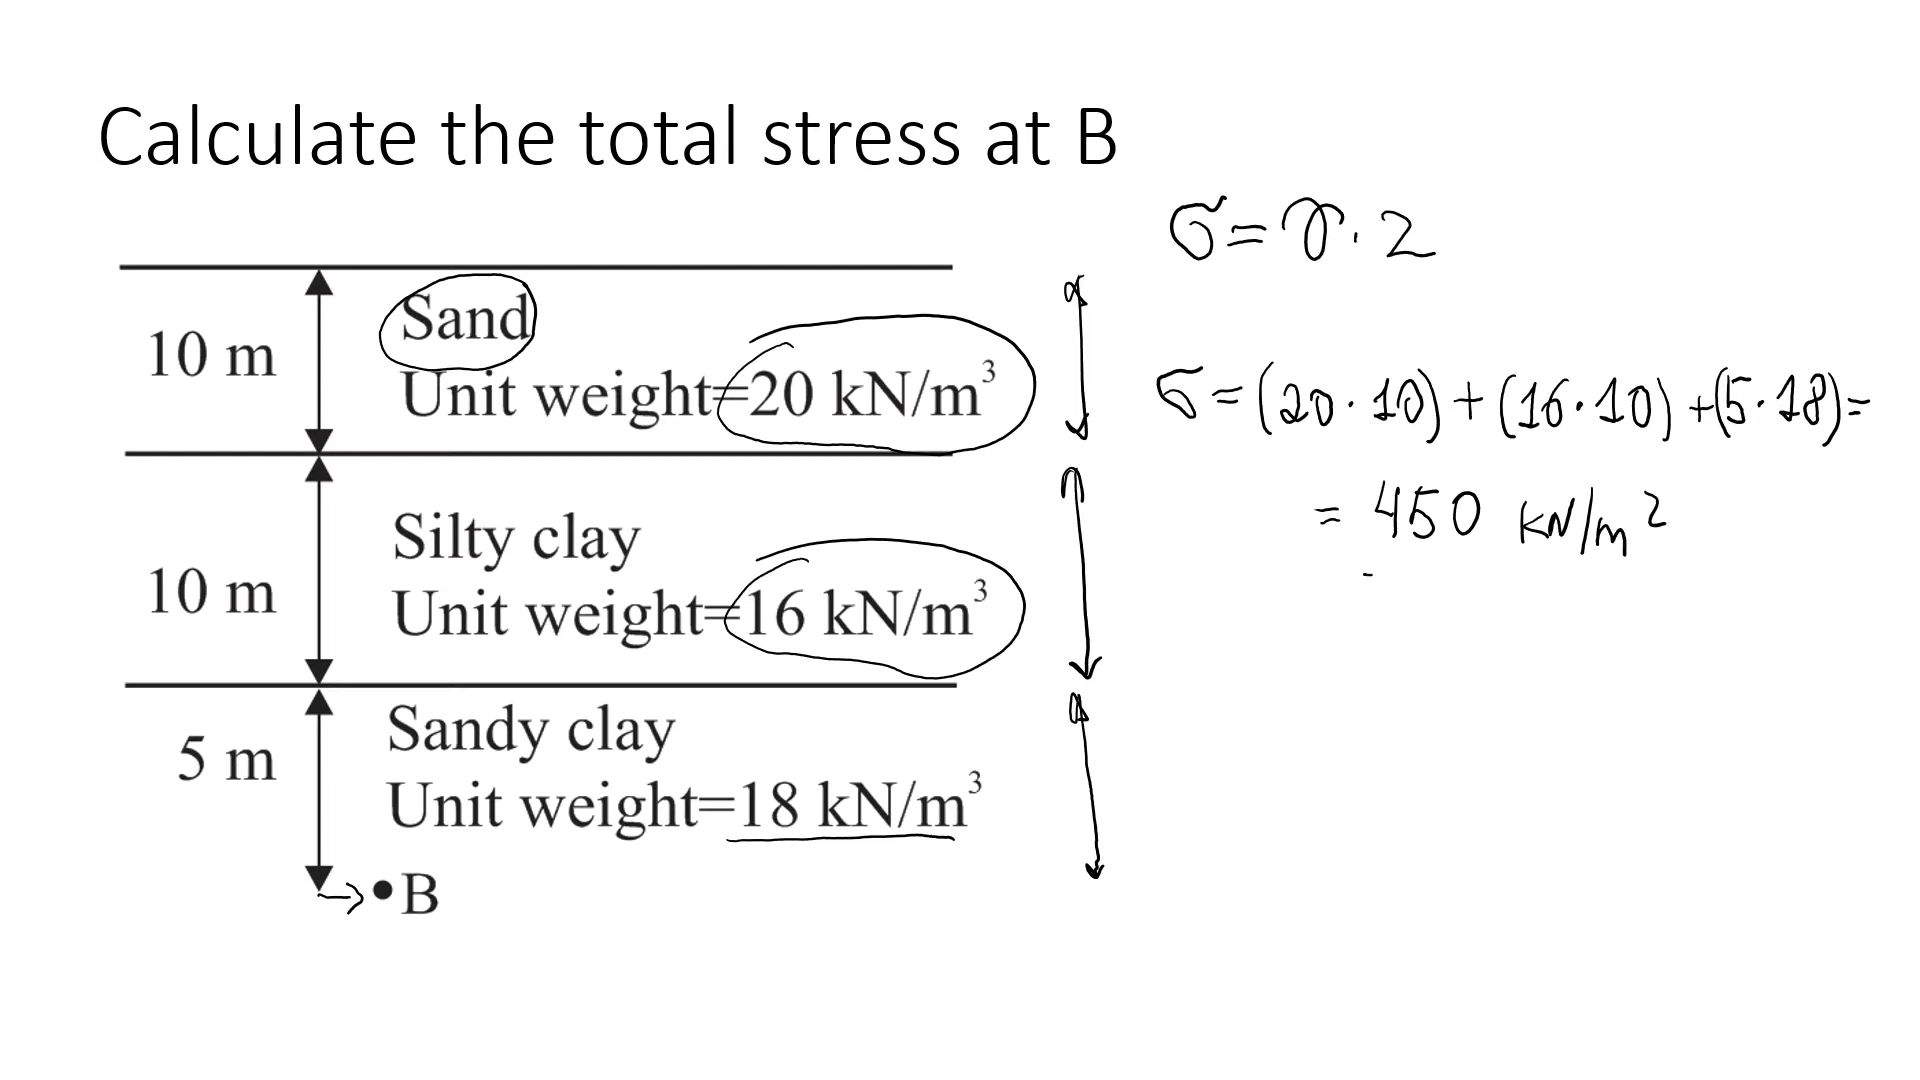 Calculate the total stress at B
σ = γ · z
10 m
Sand
Unit weight=20 kN/m³
σ = (20 · 10) + (16 · 10) + (5 · 18) =
= 450 kN/m²
10 m
Silty clay
Unit weight=16 kN/m³
5 m
Sandy clay
Unit weight=18 kN/m³
B